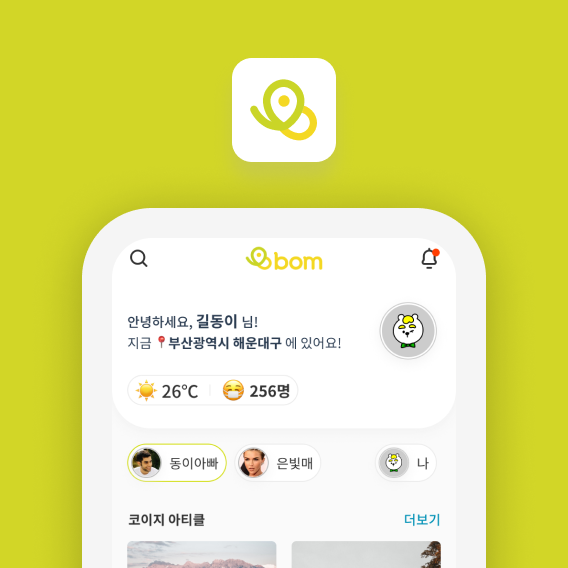 bom
안녕하세요, 길동이 님!
지금 부산광역시 해운대구 에 있어요!
26℃ 256명
동이아빠 은빛매 나
코이지 아티클 더보기